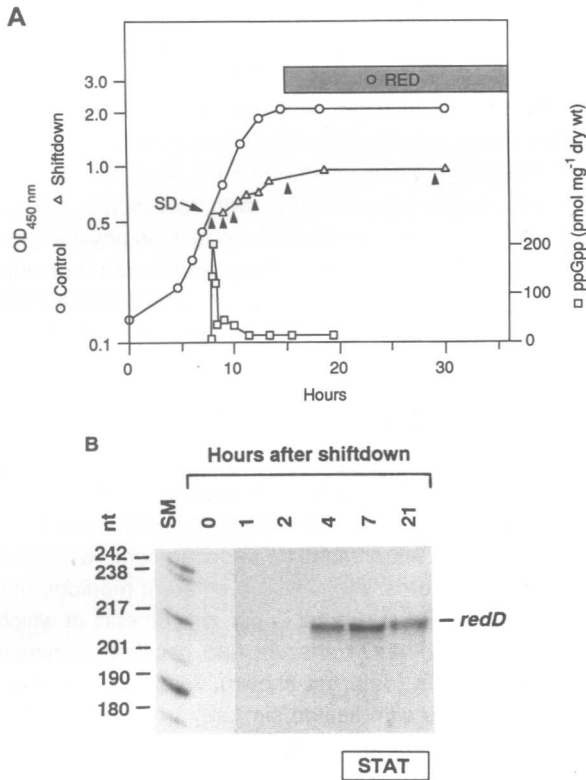 A
3.0
2.0
1.0
0.5
0.1
OD450 nm
○ Control △ Shiftdown
○ RED
SD
200
100
0
□ ppGpp (pmol mg-1 dry wt)
0 10 20 30
Hours
B
Hours after shiftdown
nt SM 0 1 2 4 7 21
242
238
217
201
190
180
redD
STAT